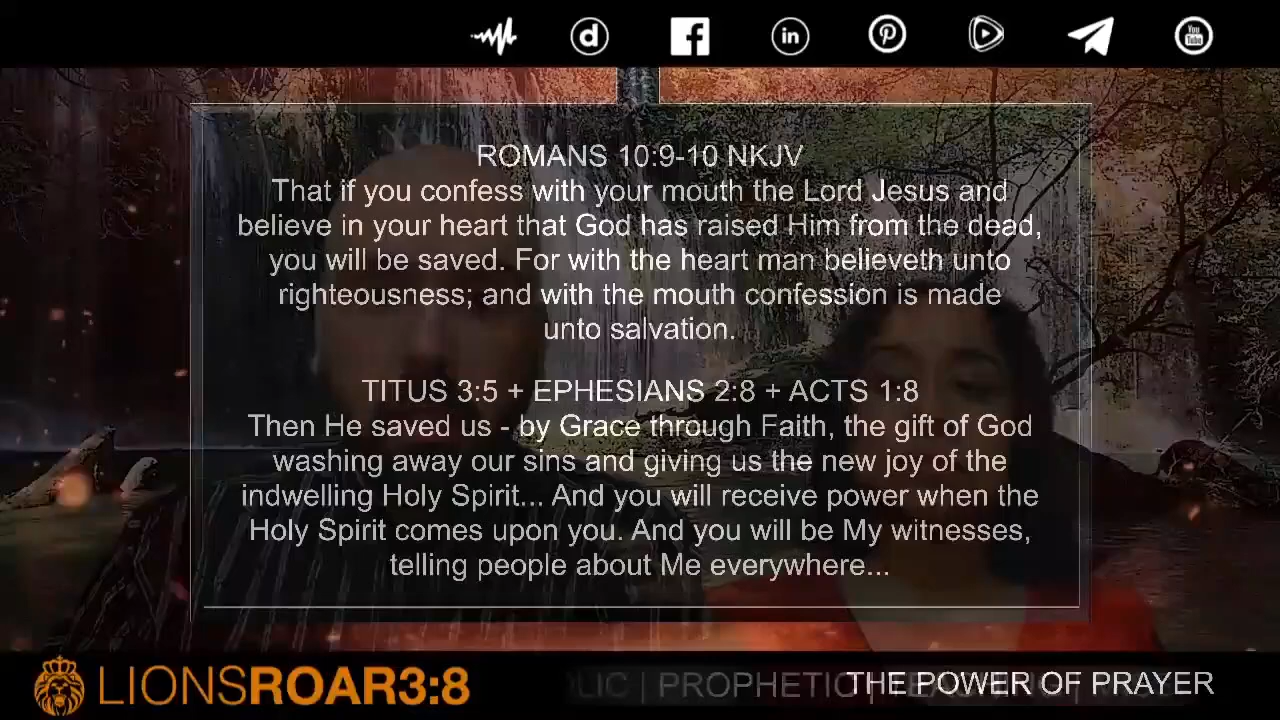 ROMANS 10:9-10 NKJV
That if you confess with your mouth the Lord Jesus and
believe in your heart that God has raised Him from the dead,
you will be saved. For with the heart man believeth unto
righteousness; and with the mouth confession is made
unto salvation.
TITUS 3:5 + EPHESIANS 2:8 + ACTS 1:8
Then He saved us - by Grace through Faith, the gift of God
washing away our sins and giving us the new joy of the
indwelling Holy Spirit... And you will receive power when the
Holy Spirit comes upon you. And you will be My witnesses,
telling people about Me everywhere...
LIONSROAR3:8
| PROPHETIC
THE POWER OF PRAYER